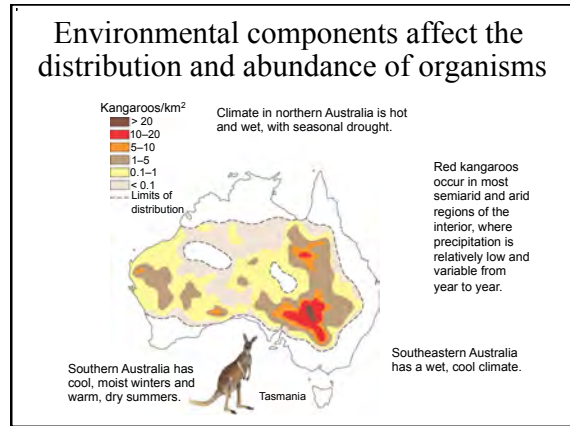 Environmental components affect the
distribution and abundance of organisms
Kangaroos/km²
> 20
10–20
5–10
1–5
0.1–1
< 0.1
Limits of
distribution
Climate in northern Australia is hot
and wet, with seasonal drought.
Red kangaroos
occur in most
semiarid and arid
regions of the
interior, where
precipitation is
relatively low and
variable from
year to year.
Southeastern Australia
has a wet, cool climate.
Southern Australia has
cool, moist winters and
warm, dry summers.
Tasmania